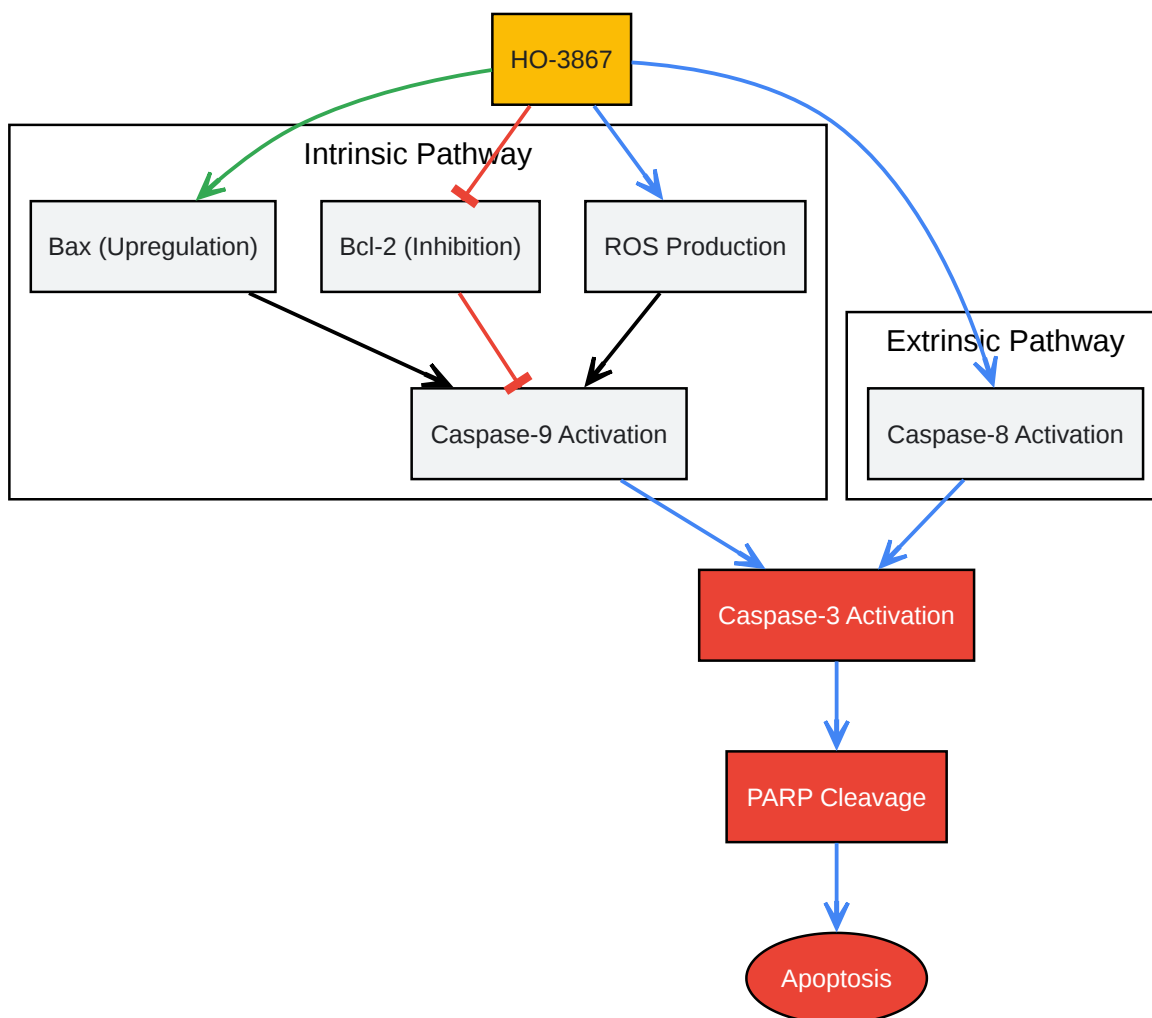 HO-3867
Intrinsic Pathway
Bax (Upregulation)
Bcl-2 (Inhibition)
ROS Production
Extrinsic Pathway
Caspase-9 Activation
Caspase-8 Activation
Caspase-3 Activation
PARP Cleavage
Apoptosis